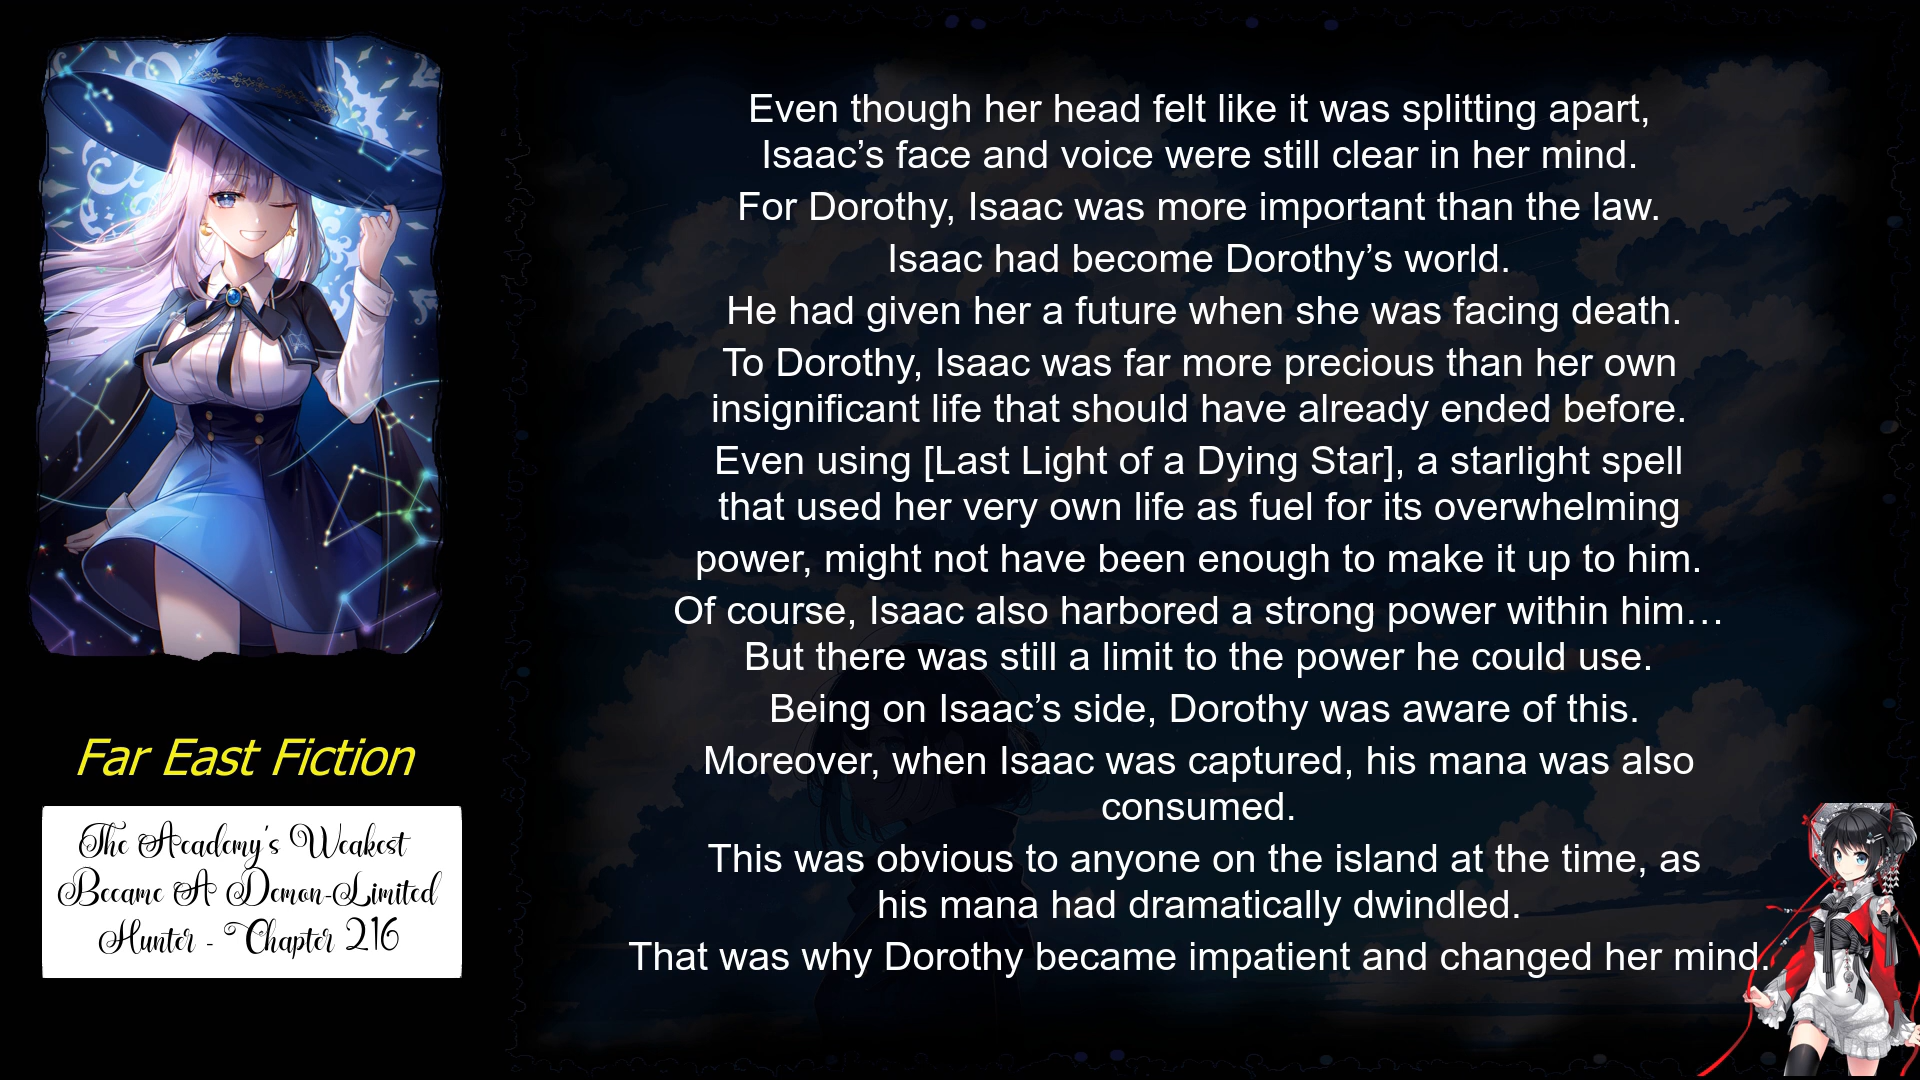 Even though her head felt like it was splitting apart,
Isaac’s face and voice were still clear in her mind.
For Dorothy, Isaac was more important than the law.
Isaac had become Dorothy’s world.
He had given her a future when she was facing death.
To Dorothy, Isaac was far more precious than her own
insignificant life that should have already ended before.
Even using [Last Light of a Dying Star], a starlight spell
that used her very own life as fuel for its overwhelming
power, might not have been enough to make it up to him.
Of course, Isaac also harbored a strong power within him…
But there was still a limit to the power he could use.
Being on Isaac’s side, Dorothy was aware of this.
Moreover, when Isaac was captured, his mana was also
consumed.
This was obvious to anyone on the island at the time, as
his mana had dramatically dwindled.
That was why Dorothy became impatient and changed her mind.
Far East Fiction
The Academy's Weakest
Became A Demon-Limited
Hunter - Chapter 216